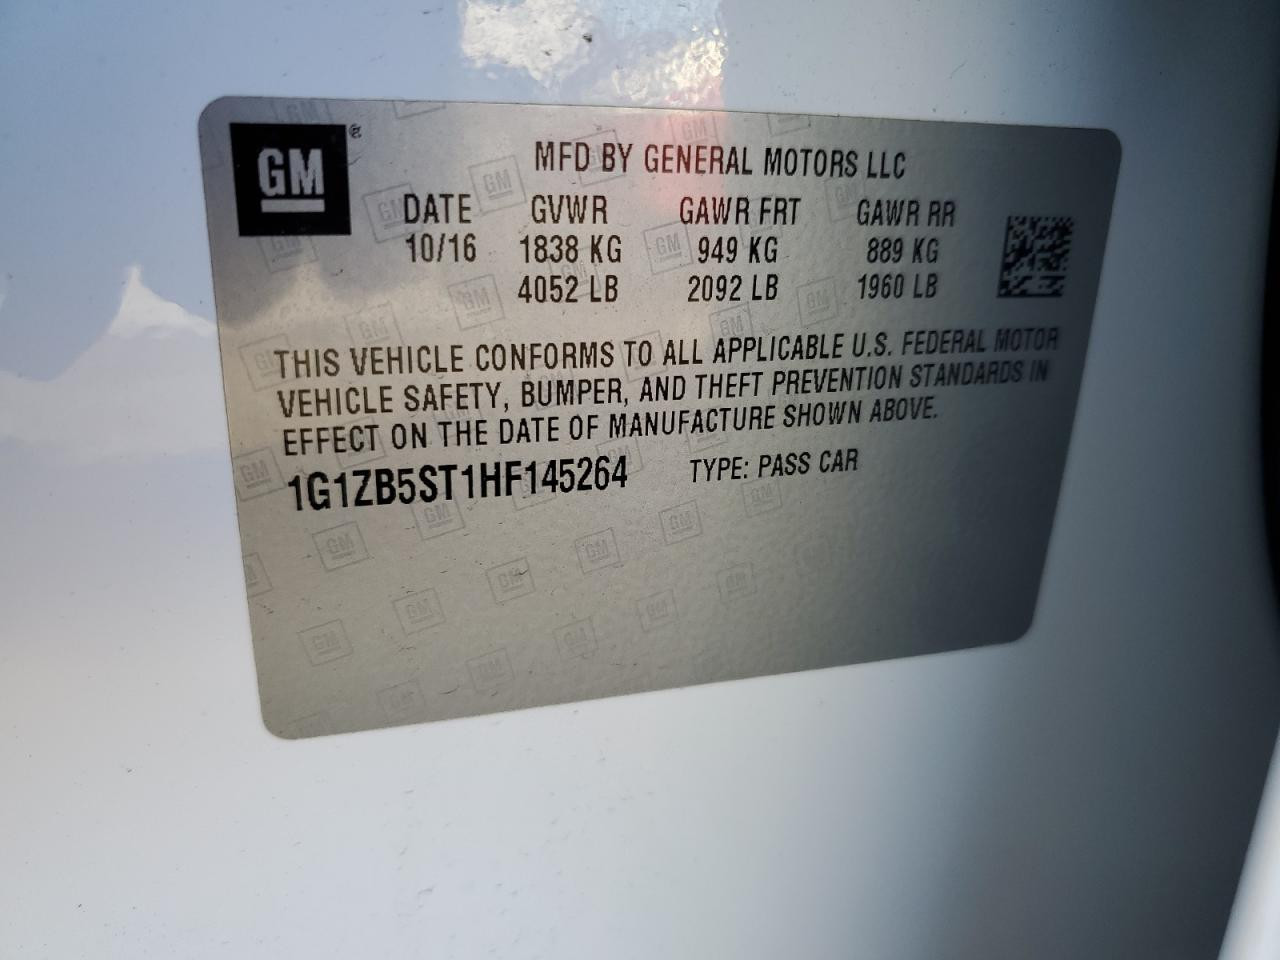 GM®
MFD BY GENERAL MOTORS LLC
DATE GVWR GAWR FRT GAWR RR
10/16 1838 KG 949 KG 889 KG
4052 LB 2092 LB 1960 LB
THIS VEHICLE CONFORMS TO ALL APPLICABLE U.S. FEDERAL MOTOR
VEHICLE SAFETY, BUMPER, AND THEFT PREVENTION STANDARDS IN
EFFECT ON THE DATE OF MANUFACTURE SHOWN ABOVE.
1G1ZB5ST1HF145264 TYPE: PASS CAR